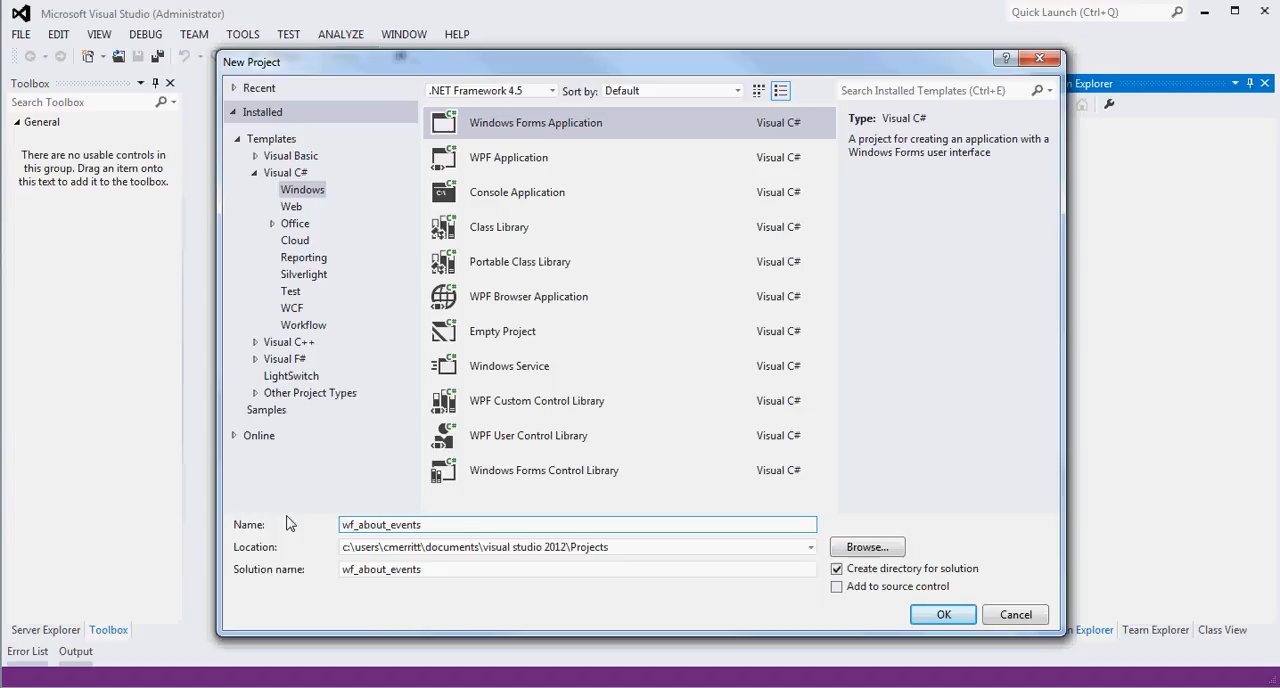 Microsoft Visual Studio (Administrator)
Quick Launch (Ctrl+Q)
FILE EDIT VIEW DEBUG TEAM TOOLS TEST ANALYZE WINDOW HELP
Toolbox
Search Toolbox
General
There are no usable controls in
this group. Drag an item onto
this text to add it to the toolbox.
Server Explorer Toolbox
Error List Output
New Project
Recent
Installed
Templates
Visual Basic
Visual C#
Windows
Web
Office
Cloud
Reporting
Silverlight
Test
WCF
Workflow
Visual C++
Visual F#
LightSwitch
Other Project Types
Samples
Online
.NET Framework 4.5 Sort by: Default
Search Installed Templates (Ctrl+E)
Windows Forms Application Visual C#
WPF Application Visual C#
Console Application Visual C#
Class Library Visual C#
Portable Class Library Visual C#
WPF Browser Application Visual C#
Empty Project Visual C#
Windows Service Visual C#
WPF Custom Control Library Visual C#
WPF User Control Library Visual C#
Windows Forms Control Library Visual C#
Type: Visual C#
A project for creating an application with a
Windows Forms user interface
Name: wf_about_events
Location: c:\users\cmerritt\documents\visual studio 2012\Projects
Browse...
Solution name: wf_about_events
Create directory for solution
Add to source control
OK Cancel
Explorer
Explorer Team Explorer Class View